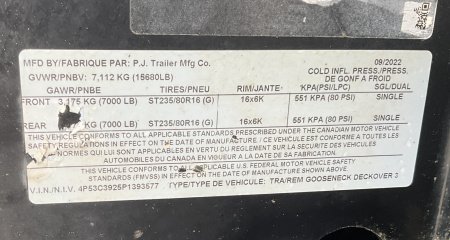 MFD BY/FABRIQUE PAR: P.J. Trailer Mfg Co. 09/2022
GVWR/PNBV: 7,112 KG (15680LB) COLD INFL. PRESS./PRESS. DE GONF A FROID
GAWR/PNBE TIRES/PNEU RIM/JANTE KPA(PSI/LPC) SGL/DUAL
FRONT 3,175 KG (7000 LB) ST235/80R16 (G) 16x6K 551 KPA (80 PSI) SINGLE
REAR KG (7000 LB) ST235/80R16 (G) 16x6K 551 KPA (80 PSI) SINGLE
THIS VEHICLE CONFORMS TO ALL APPLICABLE STANDARDS PRESCRIBED UNDER THE CANADIAN MOTOR VEHICLE
SAFETY REGULATIONS IN EFFECT ON THE DATE OF MANUFACTURE / CE VEHICULE EST CONFORME A TOUTES LES
NORMES QUI LUI SONT APPLICABLES EN VERTU DU REGLEMENT SUR LA SECURITE DES VEHICULES
AUTOMOBILES DU CANADA EN VIGUEUR A LA DATE DE SA FABRICATION
THIS VEHICLE CONFORMS TO ALL APPLICABLE U.S. FEDERAL MOTOR VEHICLE SAFETY
STANDARDS (FMVSS) IN EFFECT ON THE DATE OF MANUFACTURE SHOWN ABOVE.
V.I.N./N.I.V. 4P53C3925P1393577 TYPE/TYPE DE VEHICULE: TRA/REM GOOSENECK DECKOVER 3